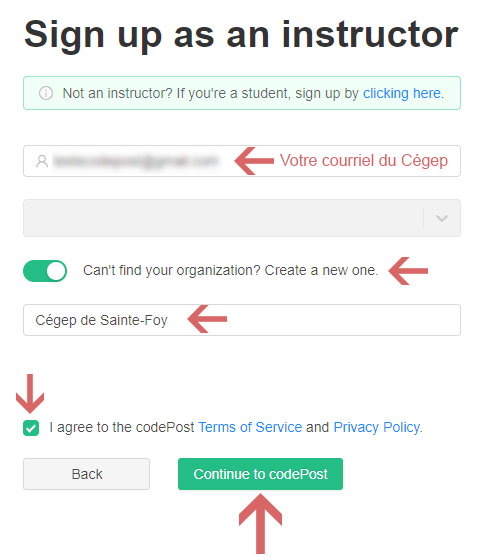 Sign up as an instructor
Not an instructor? If you're a student, sign up by clicking here.
Votre courriel du Cégep
Can't find your organization? Create a new one.
Cégep de Sainte-Foy
I agree to the codePost Terms of Service and Privacy Policy.
Back
Continue to codePost